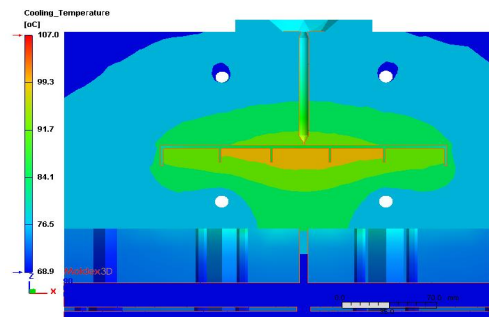 Cooling_Temperature
[oC]
107.0
99.3
91.7
84.1
76.5
68.9
Moldex3D
Z
X